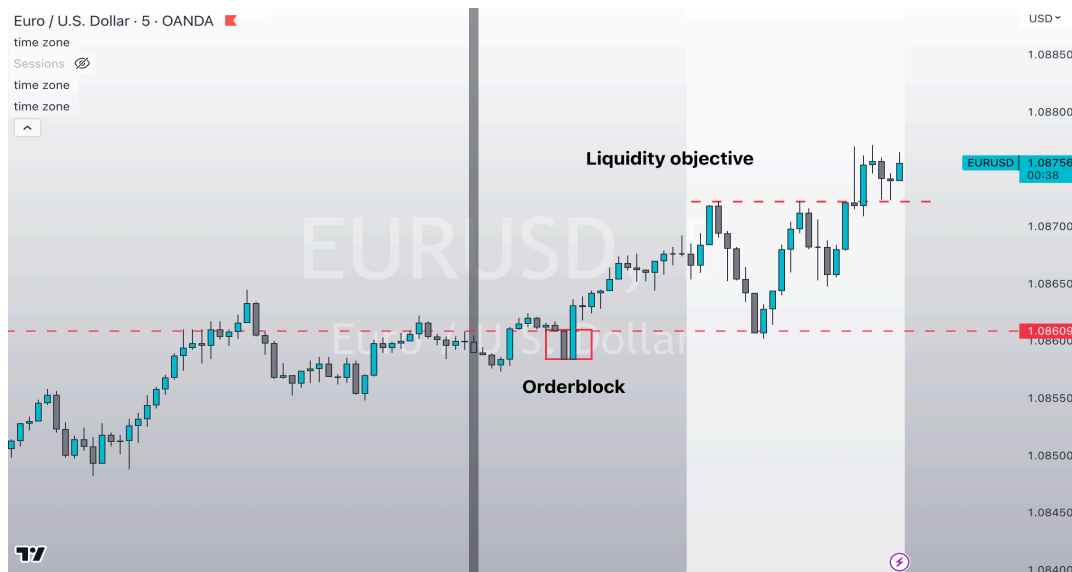 Euro / U.S. Dollar · 5 · OANDA
USD
time zone
Sessions
time zone
time zone
1.08850
1.08800
Liquidity objective
EURUSD 1.08756
00:38
1.08700
EURUSD,
1.08650
1.08609
1.08600
Euro / U.S. Dollar
Orderblock
1.08550
1.08500
1.08450
1.08400